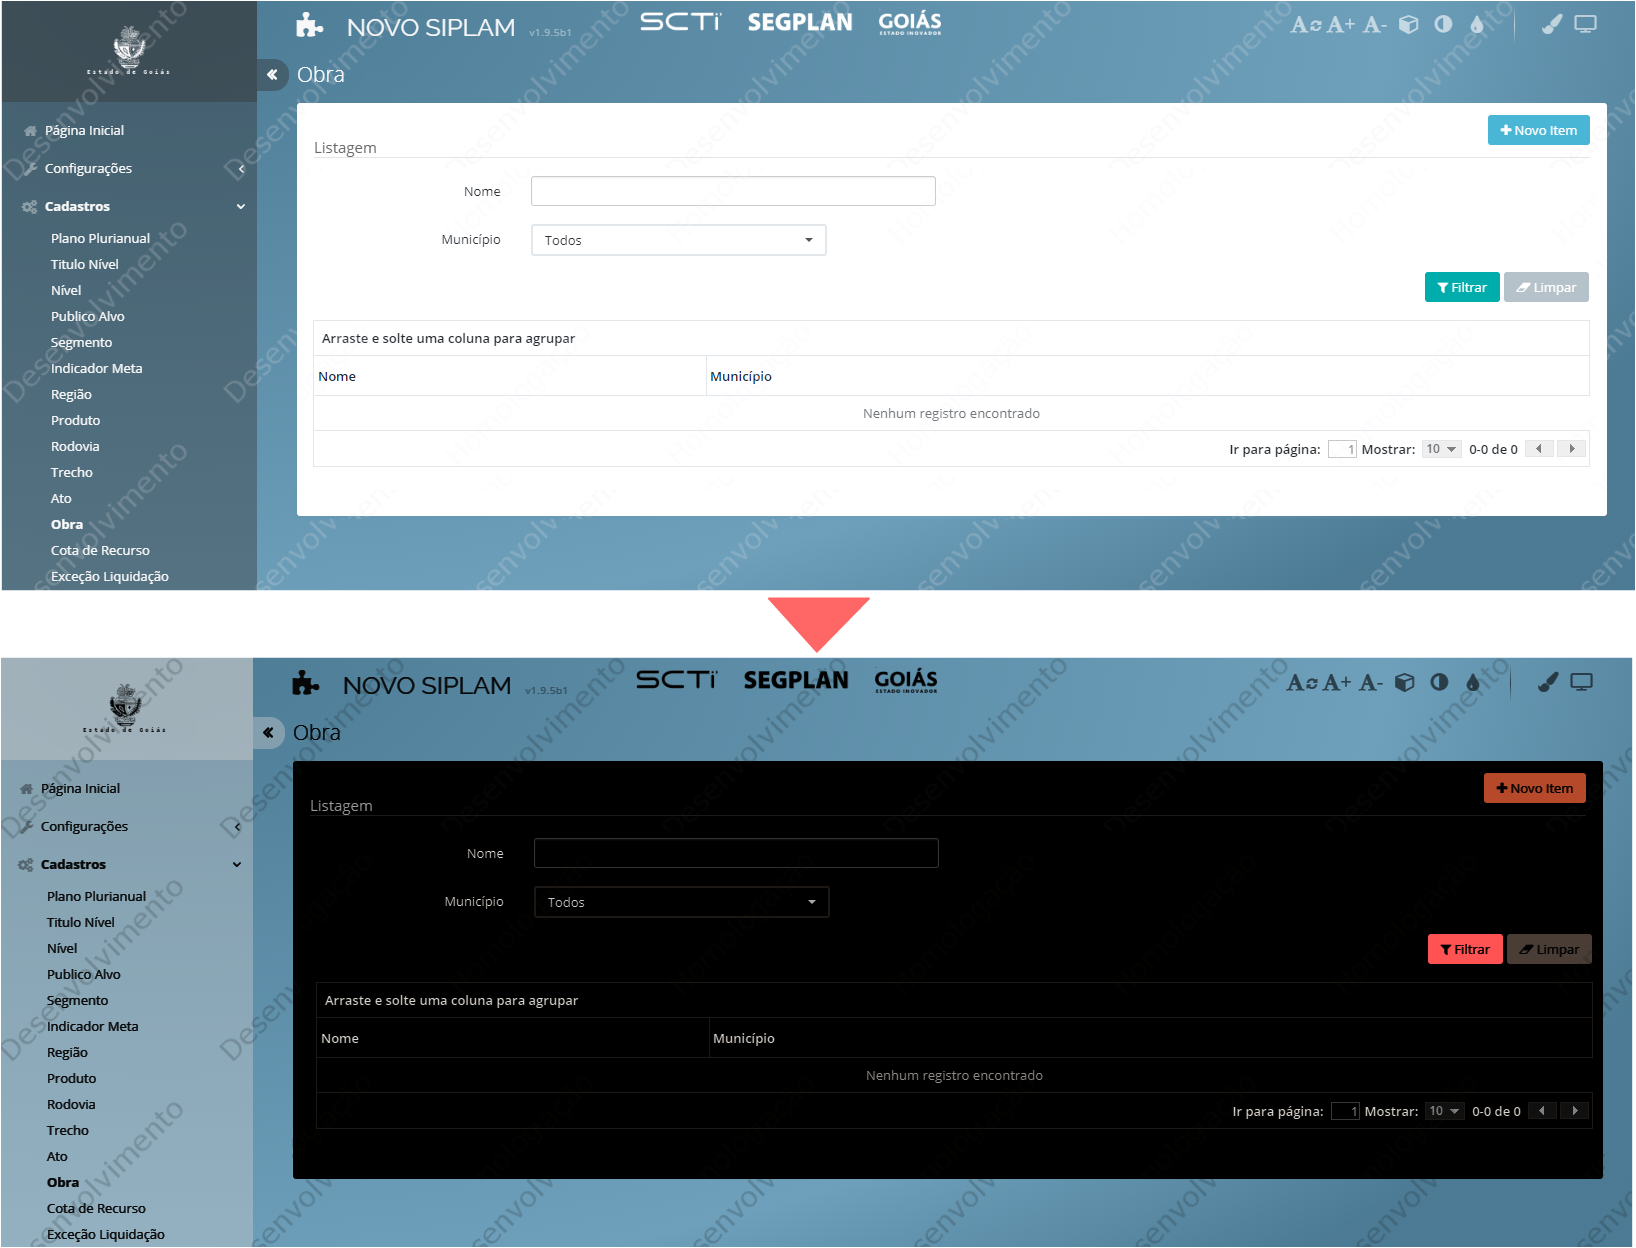 Estado de Goiás
NOVO SIPLAM v1.9.5b1
SCTi SEGPLAN GOIÁS
ESTADO INOVADOR
A A+ A-
Obra
Página Inicial
Configurações
Cadastros
Plano Plurianual
Titulo Nível
Nível
Publico Alvo
Segmento
Indicador Meta
Região
Produto
Rodovia
Trecho
Ato
Obra
Cota de Recurso
Exceção Liquidação
Novo Item
Listagem
Nome
Município Todos
Filtrar Limpar
Arraste e solte uma coluna para agrupar
Nome Município
Nenhum registro encontrado
Ir para página: 1 Mostrar: 10 0-0 de 0
Desenvolvimento
Homologação
Estado de Goiás
NOVO SIPLAM v1.9.5b1
SCTi SEGPLAN GOIÁS
ESTADO INOVADOR
A A+ A-
Obra
Página Inicial
Configurações
Cadastros
Plano Plurianual
Titulo Nível
Nível
Publico Alvo
Segmento
Indicador Meta
Região
Produto
Rodovia
Trecho
Ato
Obra
Cota de Recurso
Exceção Liquidação
Novo Item
Listagem
Nome
Município Todos
Filtrar Limpar
Arraste e solte uma coluna para agrupar
Nome Município
Nenhum registro encontrado
Ir para página: 1 Mostrar: 10 0-0 de 0
Desenvolvimento
Homologação